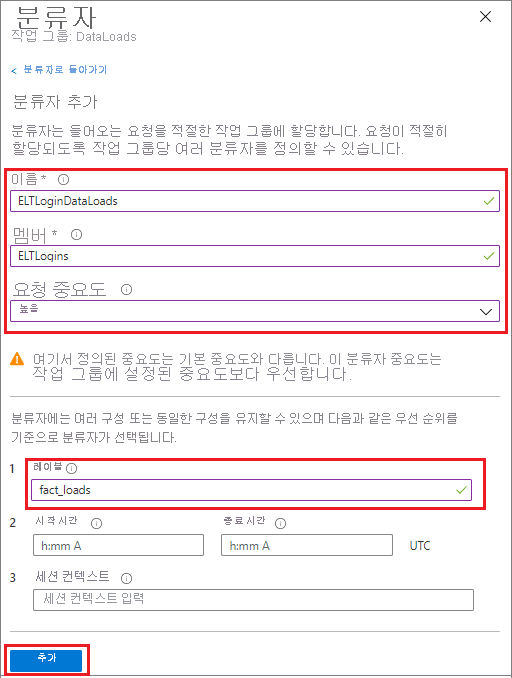 분류자
작업 그룹: DataLoads
< 분류자로 돌아가기
분류자 추가
분류자는 들어오는 요청을 적절한 작업 그룹에 할당합니다. 요청이 적절히
할당되도록 작업 그룹당 여러 분류자를 정의할 수 있습니다.
이름 *
ELTLoginDataLoads
멤버 *
ELTLogins
요청 중요도
높음
여기서 정의된 중요도는 기본 중요도와 다릅니다. 이 분류자 중요도는
작업 그룹에 설정된 중요도보다 우선합니다.
분류자에는 여러 구성 또는 동일한 구성을 유지할 수 있으며 다음과 같은 우선 순위를
기준으로 분류자가 선택됩니다.
1 레이블
fact_loads
2 시작 시간 종료 시간
h:mm A h:mm A UTC
3 세션 컨텍스트
세션 컨텍스트 입력
추가